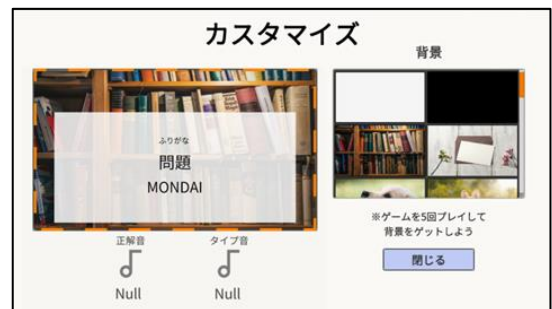 カスタマイズ
背景
ふりがな
問題
MONDAI
正解音
タイプ音
Null
Null
※ゲームを5回プレイして
背景をゲットしよう
閉じる